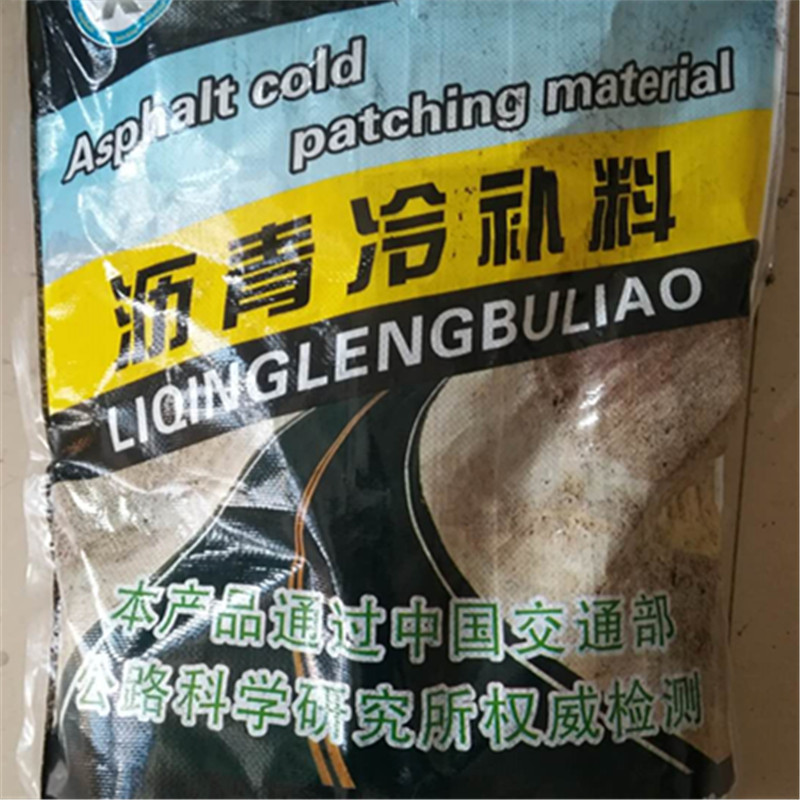 Asphalt cold
patching material
沥青冷补料
LIQINGLENGBULIAO
本产品通过中国交通部
公路科学研究所权威检测